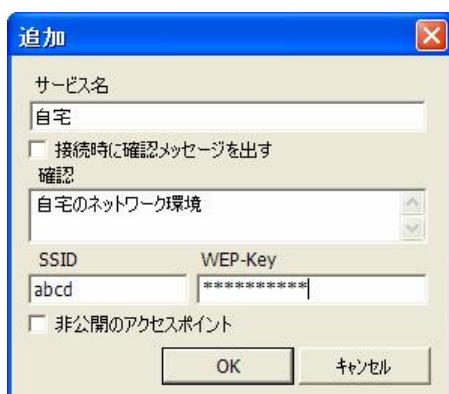 追加
サービス名
自宅
接続時に確認メッセージを出す
確認
自宅のネットワーク環境
SSID WEP-Key
abcd **********
非公開のアクセスポイント
OK キャンセル